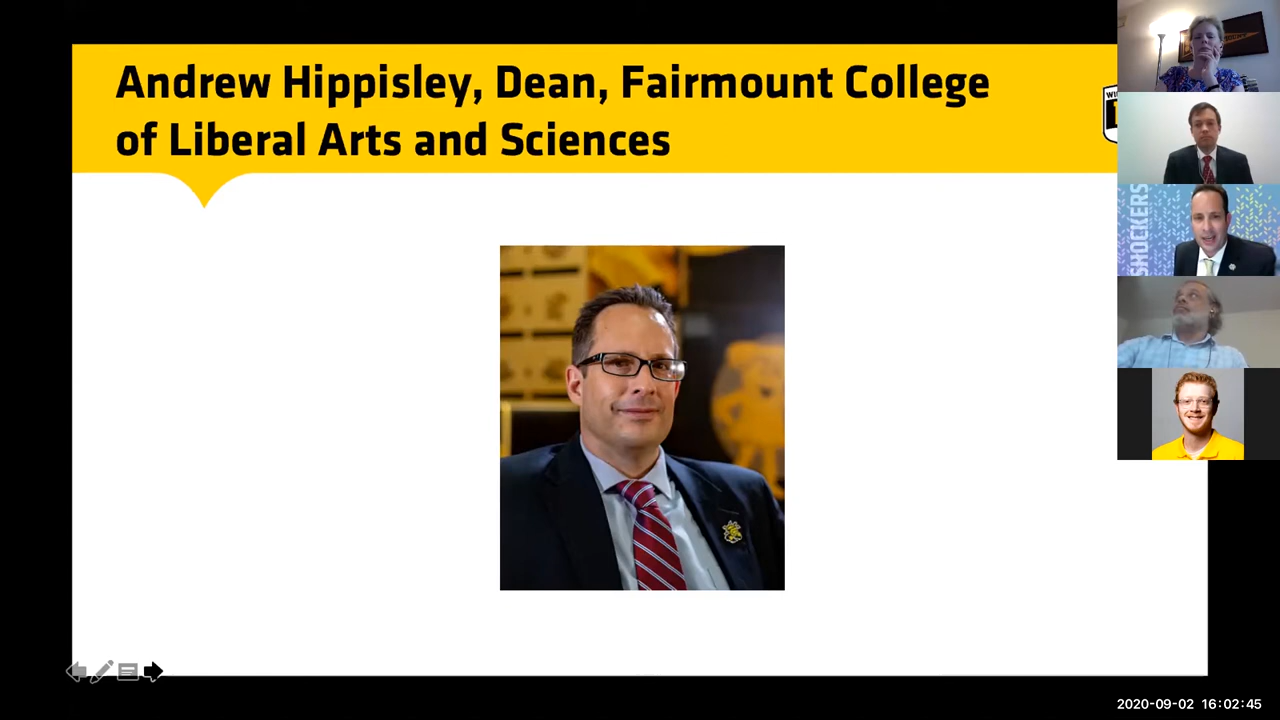 Andrew Hippisley, Dean, Fairmount College
of Liberal Arts and Sciences
SHOCKERS
2020-09-02 16:02:45